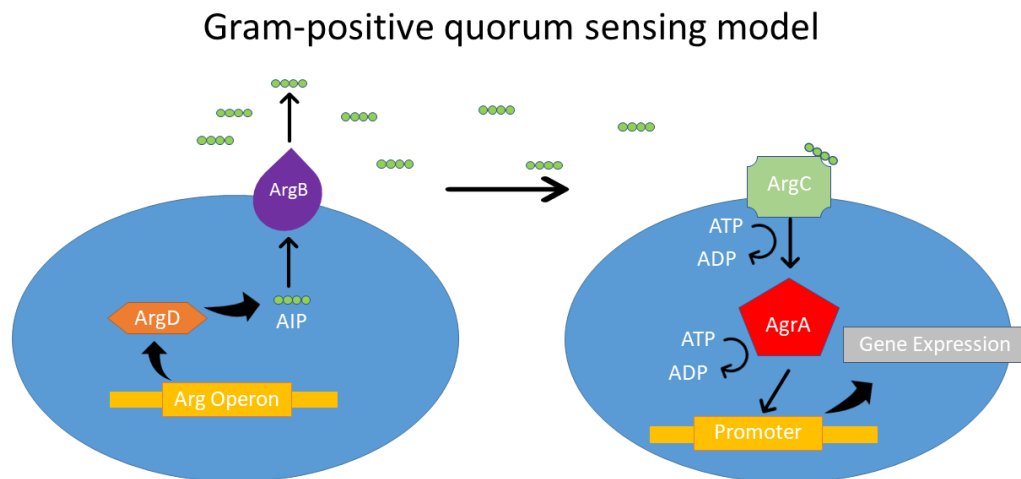 Gram-positive quorum sensing model
ArgB
ArgD
AIP
Arg Operon
ArgC
ATP
ADP
AgrA
ATP
ADP
Gene Expression
Promoter